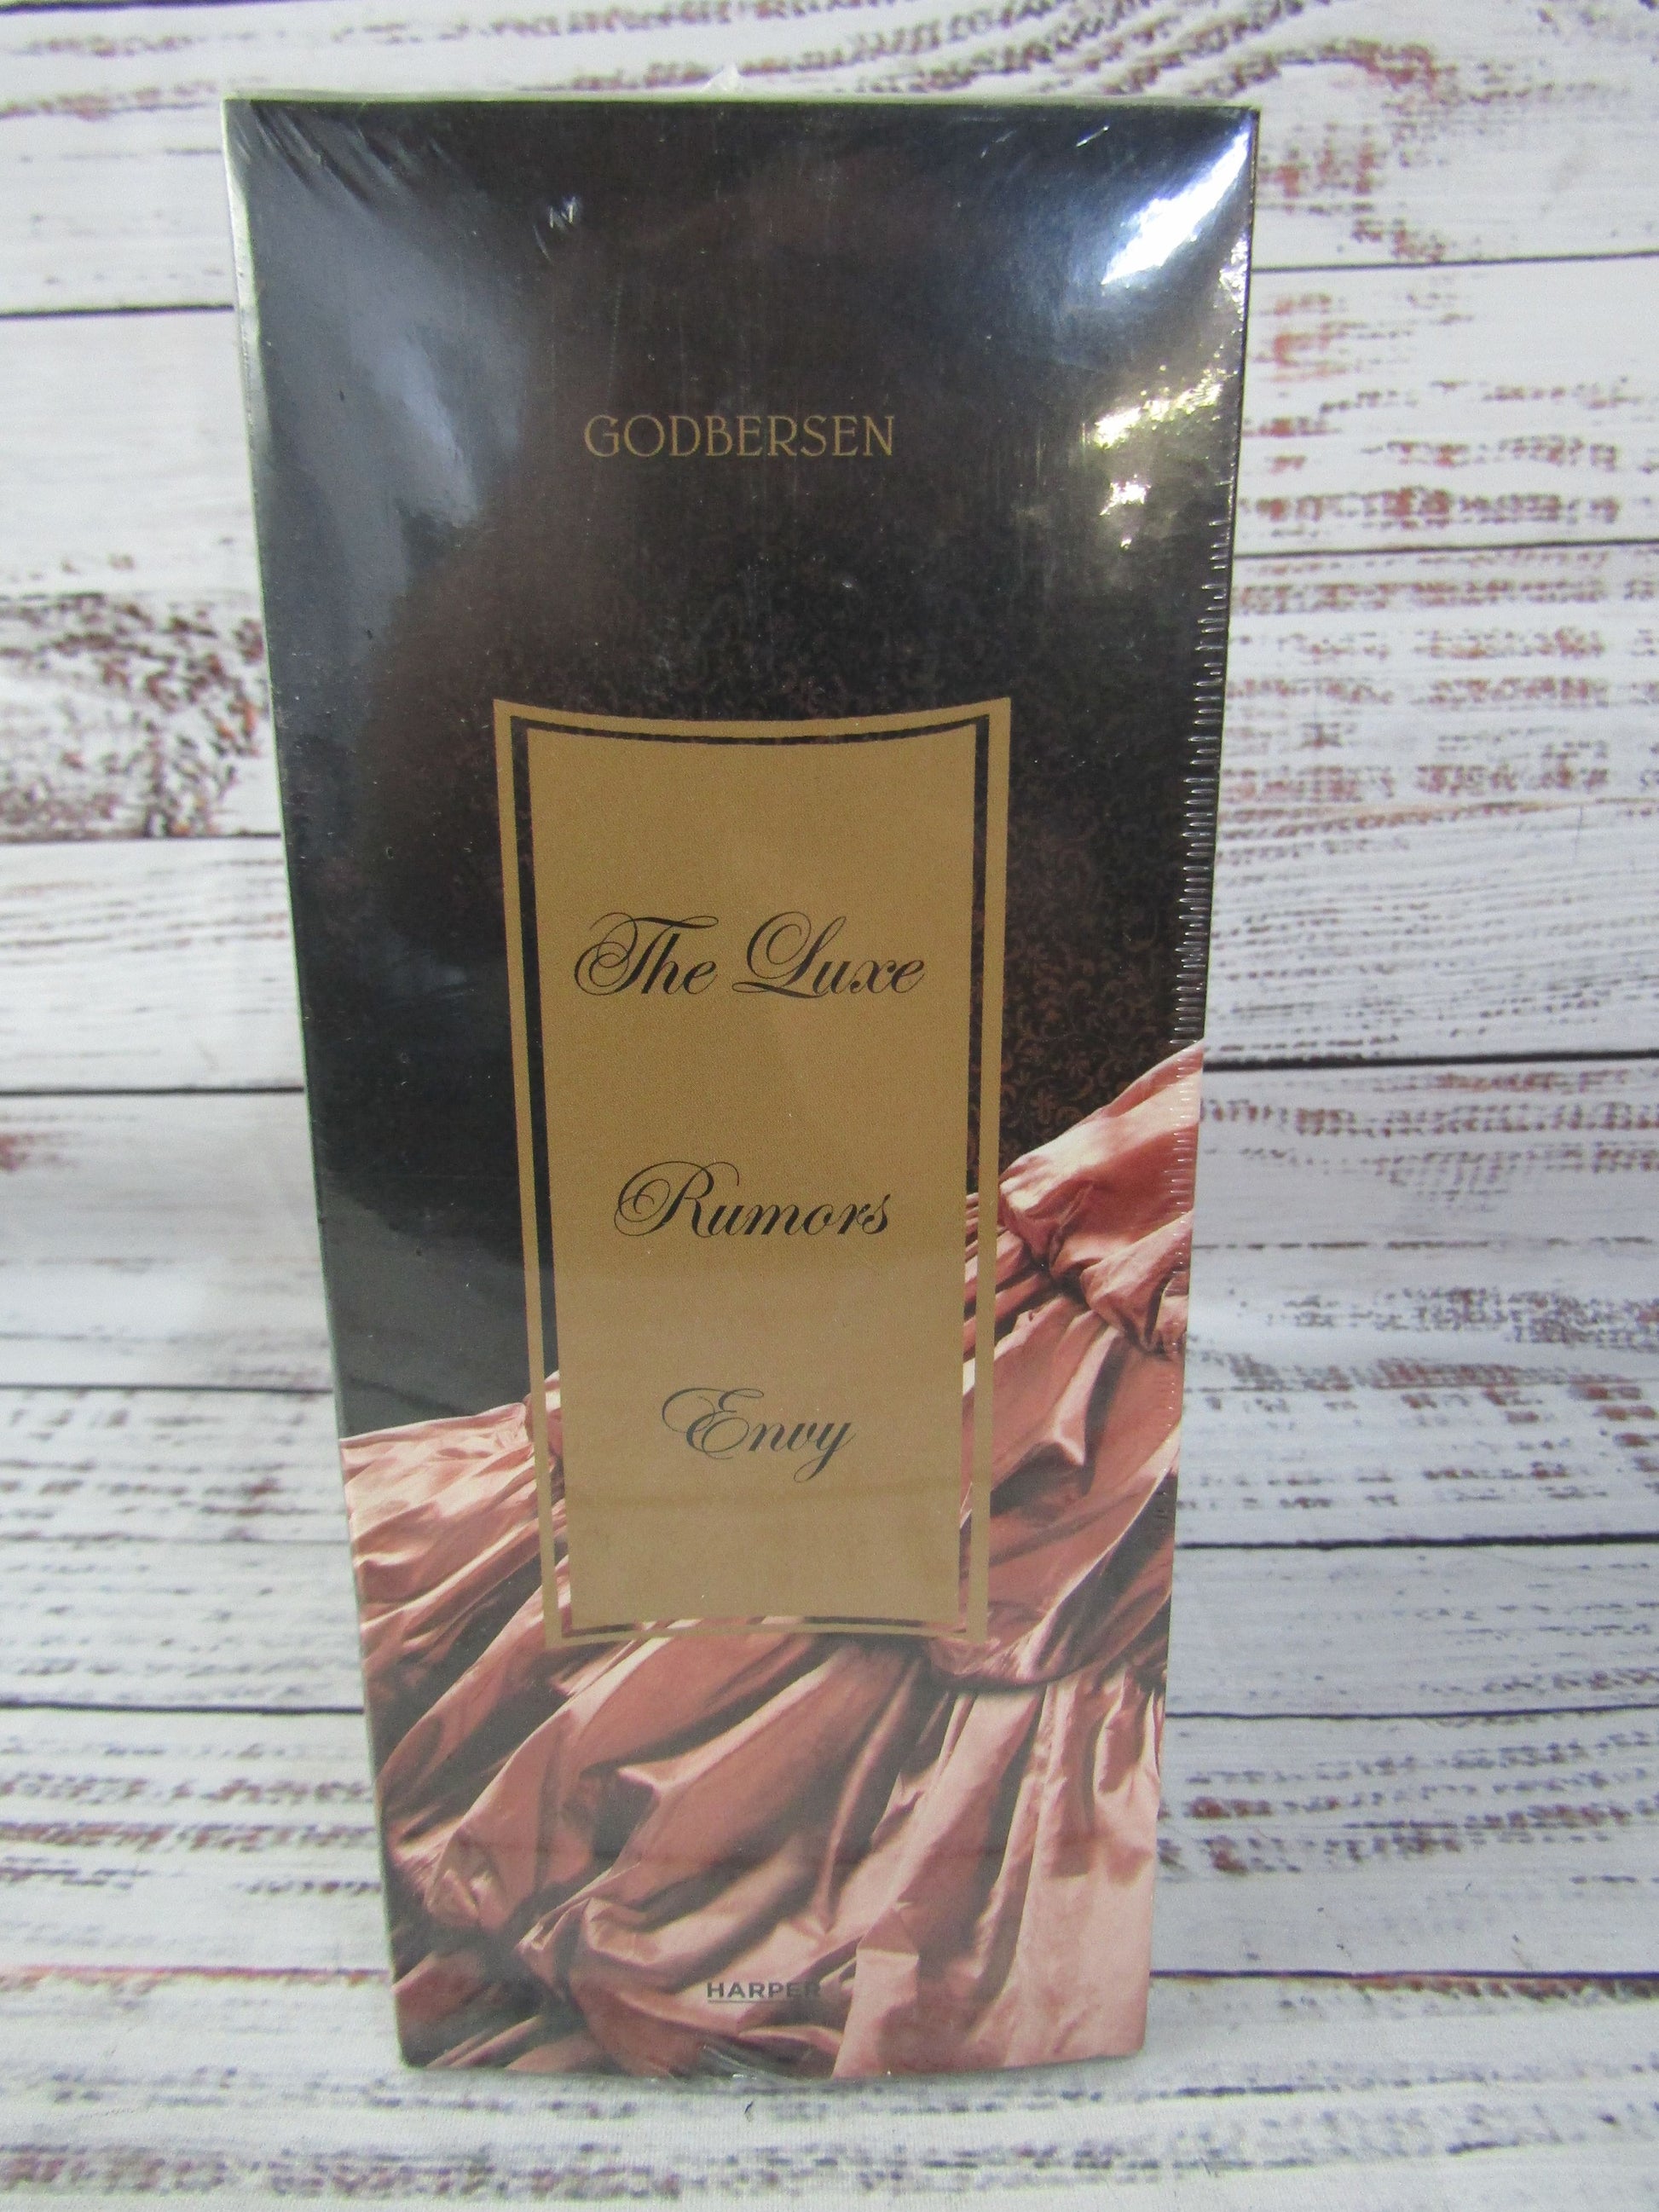 GODBERSEN
The Luxe
Rumors
Envy
HARPER